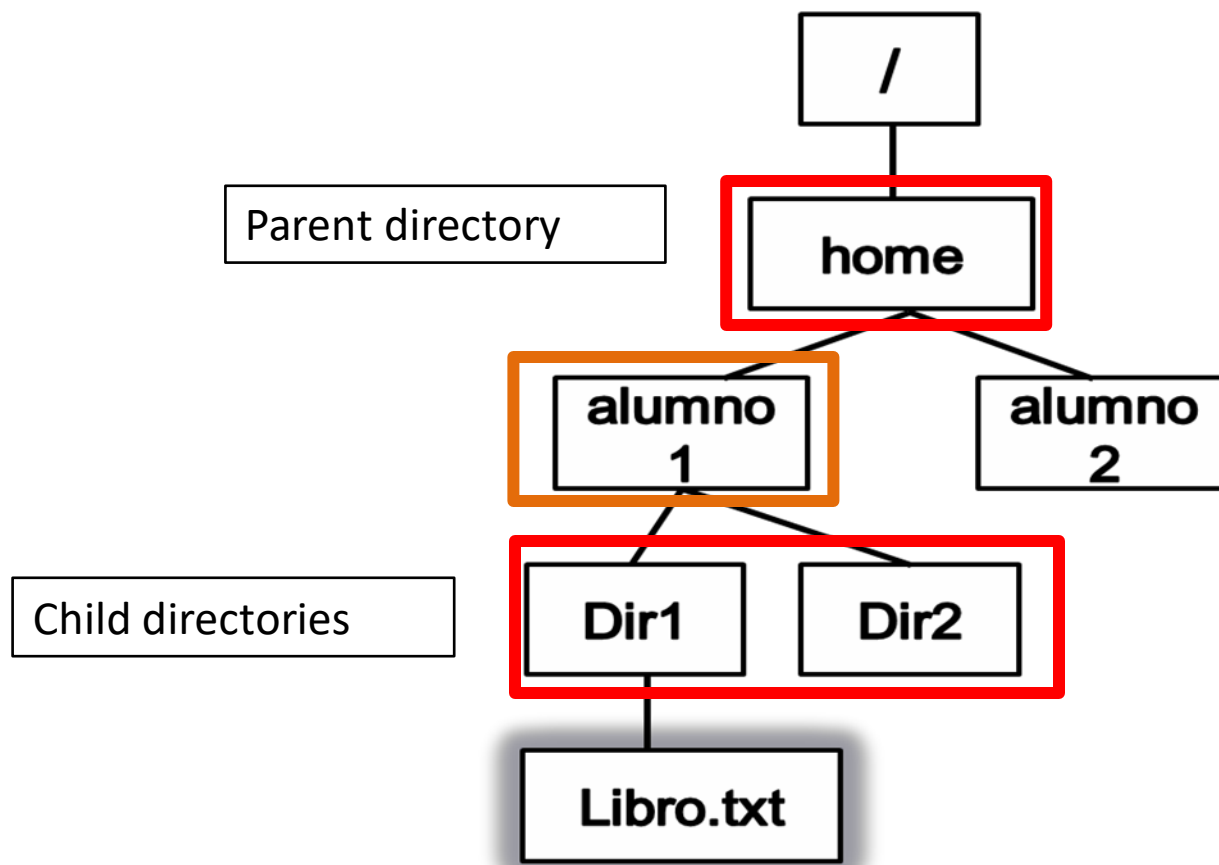 /
Parent directory
home
alumno
1
alumno
2
Child directories
Dir1
Dir2
Libro.txt